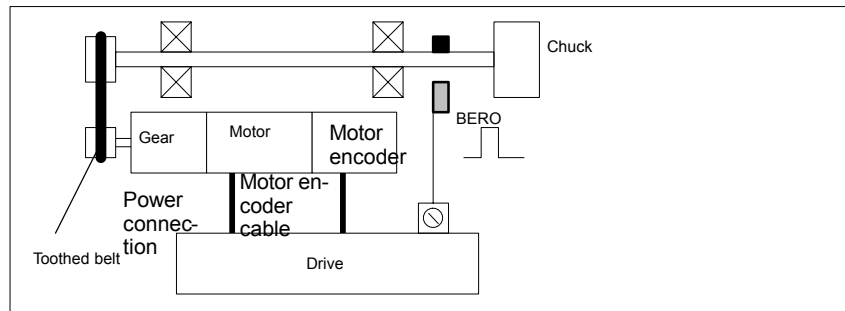 Chuck
BERO
Gear
Motor
Motor
encoder
Power
connec-
tion
Motor en-
coder
cable
Toothed belt
Drive